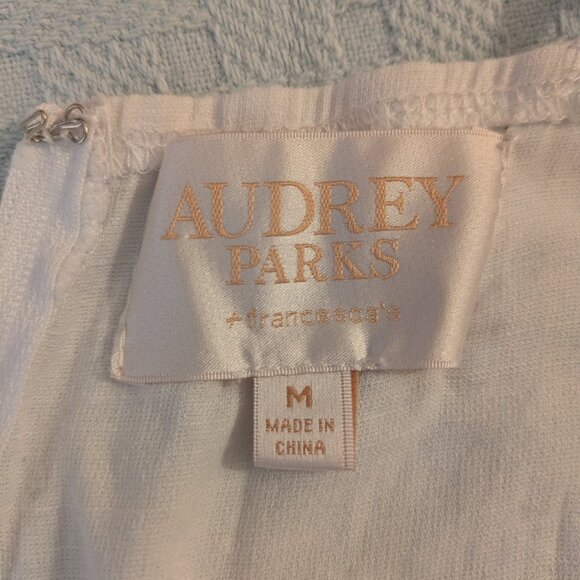 AUDREY
PARKS
+francesca's
M
MADE IN
CHINA